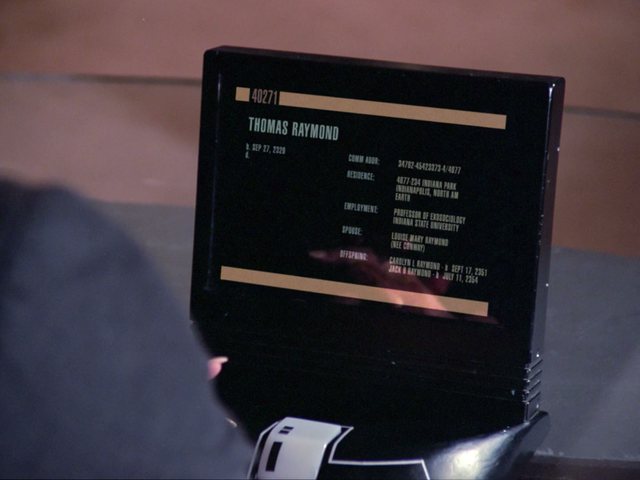 40271
THOMAS RAYMOND
b. SEP 27, 2320
d.
COMM ADDR: 34792-45423373-4/4077
RESIDENCE: 4077-234 INDIANA PARK
INDIANAPOLIS, NORTH AM
EARTH
EMPLOYMENT: PROFESSOR OF EXOSOCIOLOGY
INDIANA STATE UNIVERSITY
SPOUSE: LOUISE MARY RAYMOND
(NEE CONWAY)
OFFSPRING: CAROLYN L RAYMOND - b SEPT 17, 2351
JACK B RAYMOND - b JULY 11, 2354